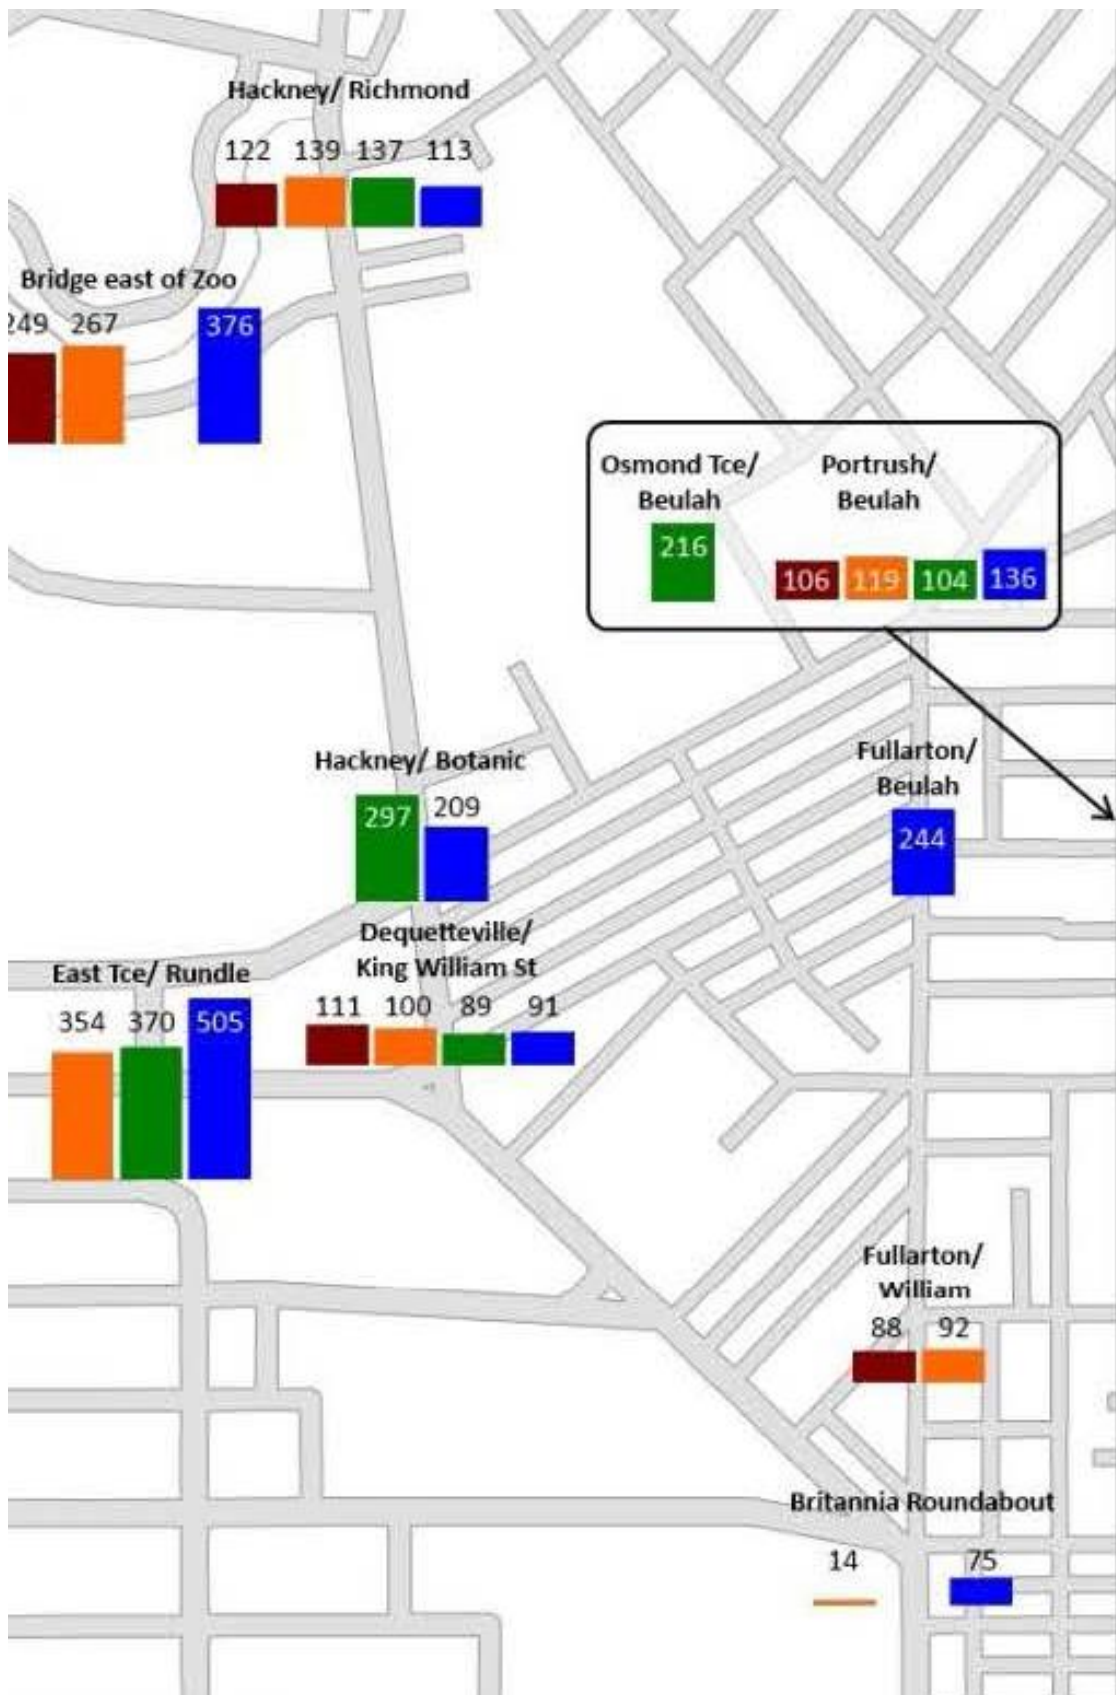 Hackney/ Richmond
122 139 137 113
Bridge east of Zoo
249 267 376
Osmond Tce/ Portrush/
Beulah Beulah
216
106 119 104 136
Hackney/ Botanic
297 209
Fullarton/
Beulah
244
Dequetteville/
King William St
111 100 89 91
East Tce/ Rundle
354 370 505
Fullarton/
William
88 92
Britannia Roundabout
14 75